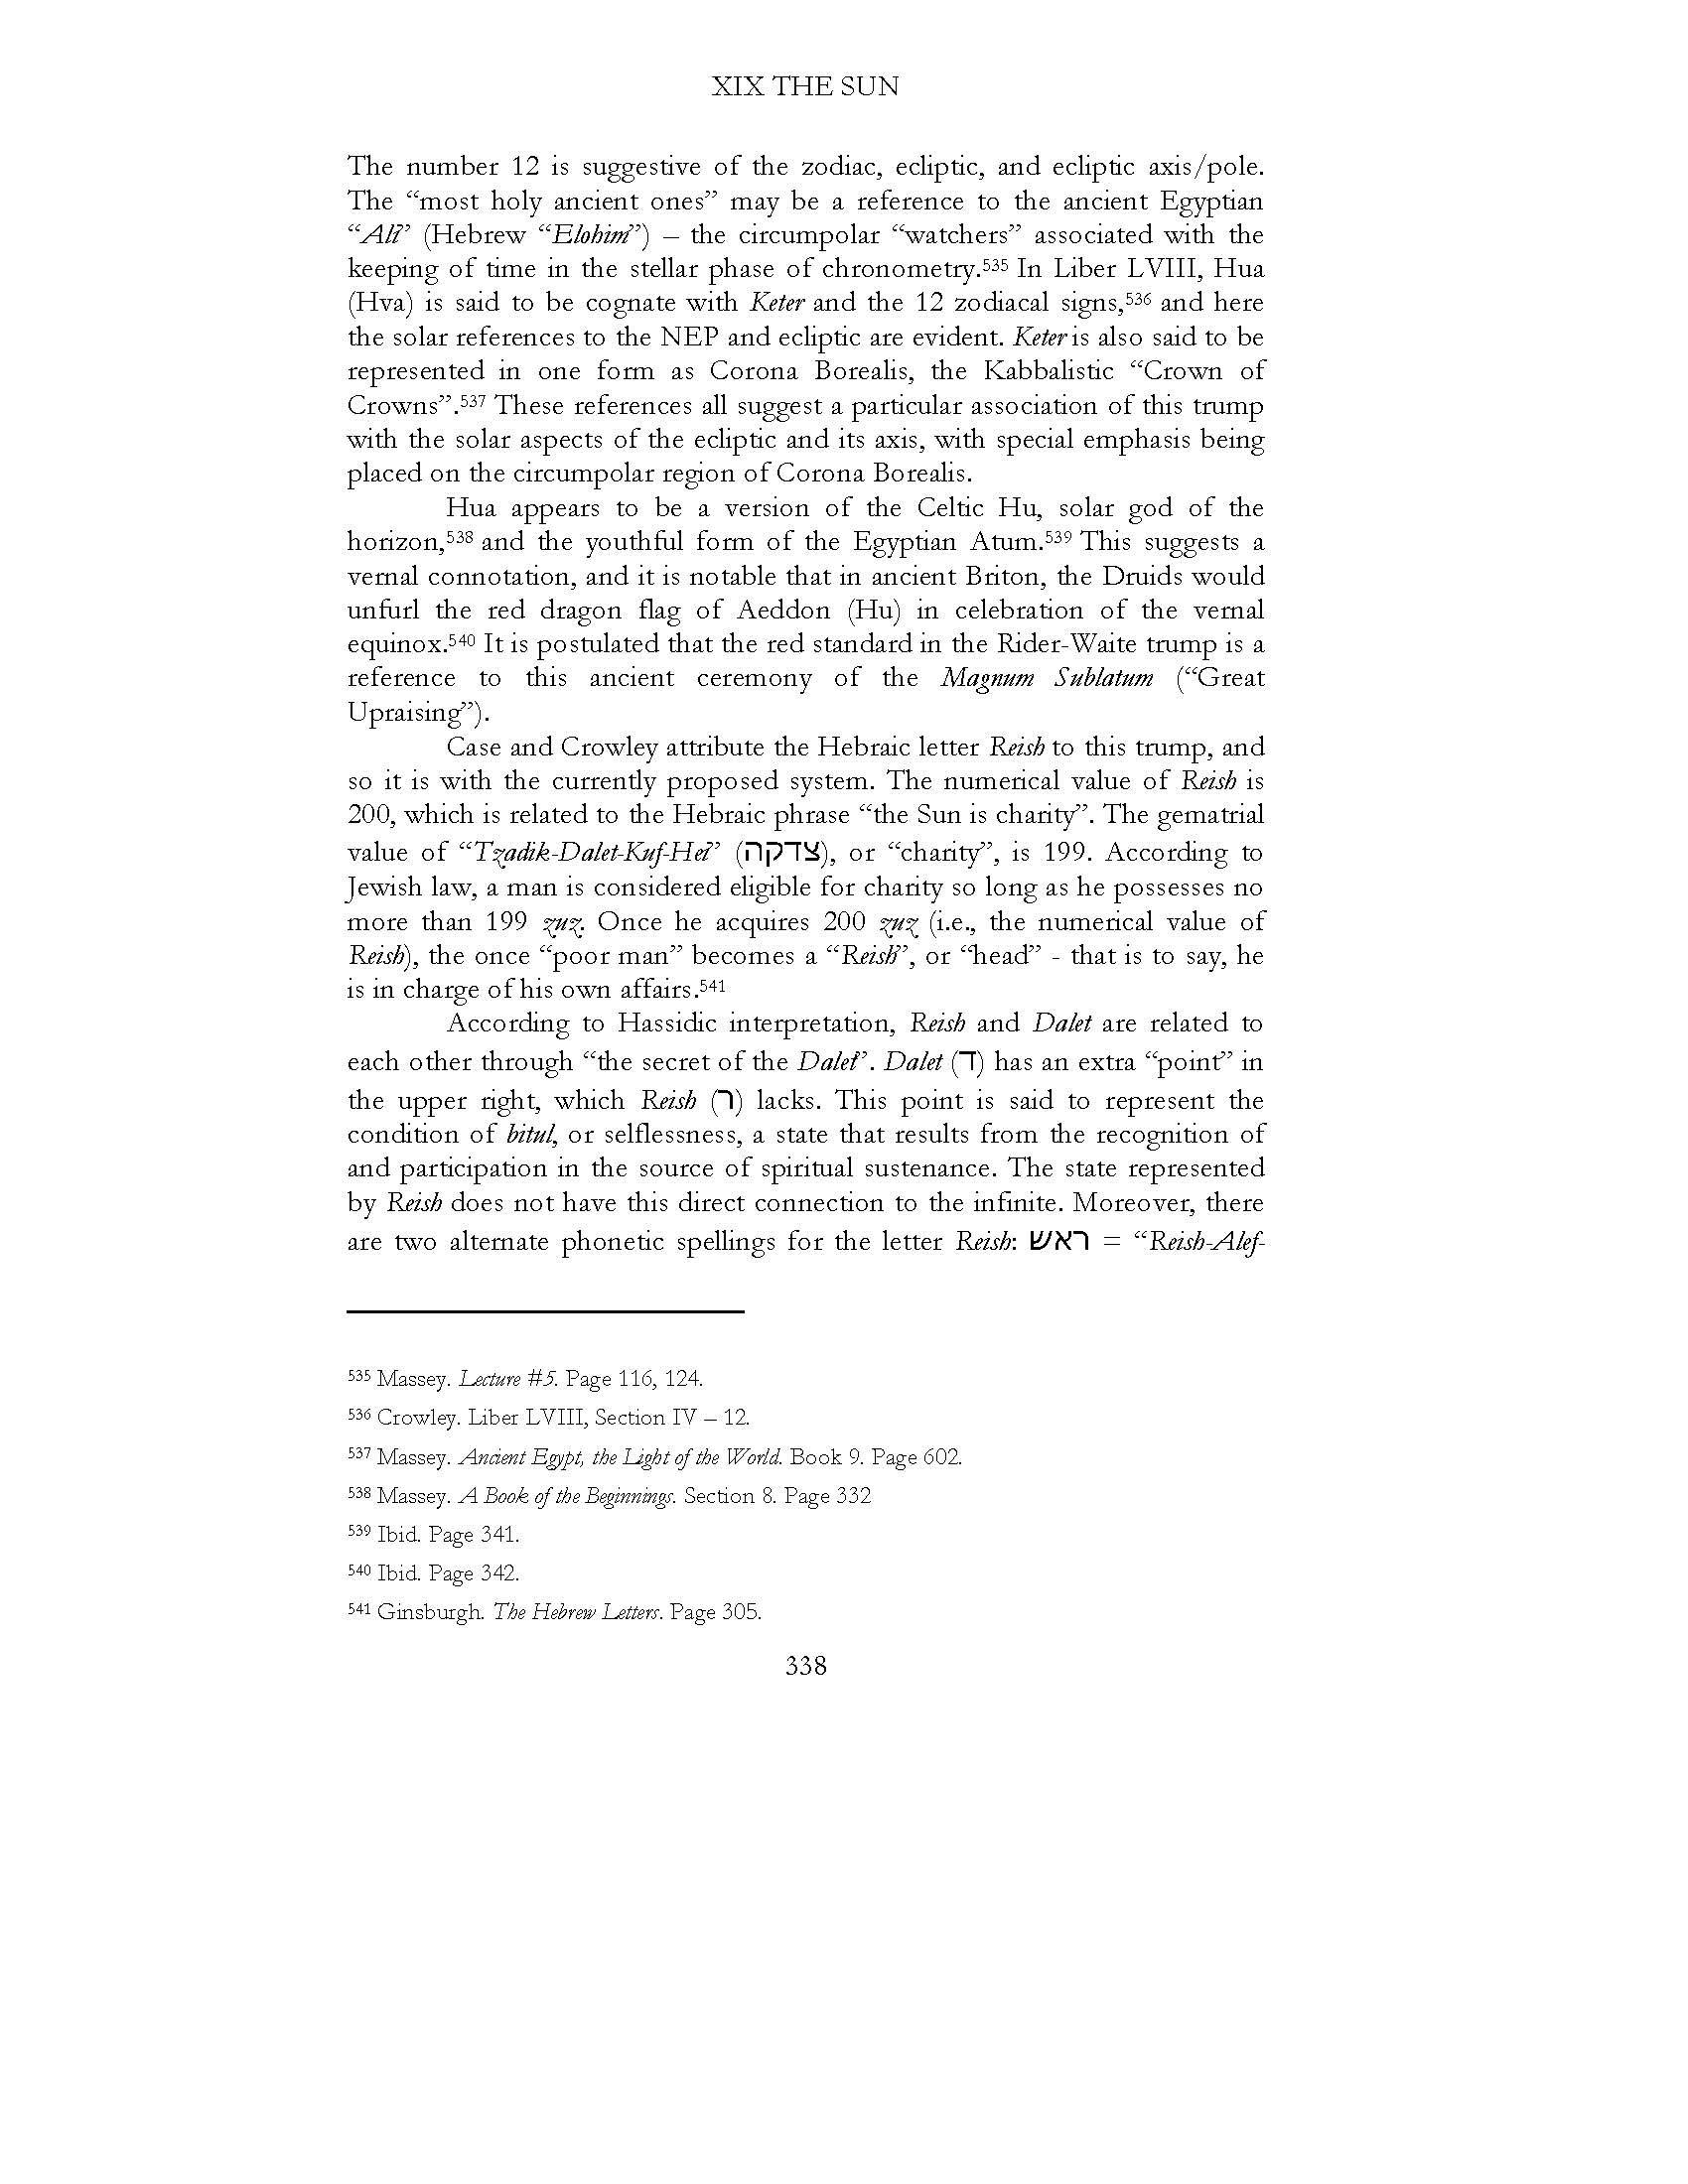 XIX THE SUN
The number 12 is suggestive of the zodiac, ecliptic, and ecliptic axis/pole.
The “most holy ancient ones” may be a reference to the ancient Egyptian
“Ali” (Hebrew “Elohim”) – the circumpolar “watchers” associated with the
keeping of time in the stellar phase of chronometry.535 In Liber LVIII, Hua
(Hva) is said to be cognate with Keter and the 12 zodiacal signs,536 and here
the solar references to the NEP and ecliptic are evident. Keter is also said to be
represented in one form as Corona Borealis, the Kabbalistic “Crown of
Crowns”.537 These references all suggest a particular association of this trump
with the solar aspects of the ecliptic and its axis, with special emphasis being
placed on the circumpolar region of Corona Borealis.
Hua appears to be a version of the Celtic Hu, solar god of the
horizon,538 and the youthful form of the Egyptian Atum.539 This suggests a
vernal connotation, and it is notable that in ancient Briton, the Druids would
unfurl the red dragon flag of Aeddon (Hu) in celebration of the vernal
equinox.540 It is postulated that the red standard in the Rider-Waite trump is a
reference to this ancient ceremony of the Magnum Sublatum (“Great
Upraising”).
Case and Crowley attribute the Hebraic letter Reish to this trump, and
so it is with the currently proposed system. The numerical value of Reish is
200, which is related to the Hebraic phrase “the Sun is charity”. The gematrial
value of “Tzadik-Dalet-Kuf-Hei” (צדקה), or “charity”, is 199. According to
Jewish law, a man is considered eligible for charity so long as he possesses no
more than 199 zuz. Once he acquires 200 zuz (i.e., the numerical value of
Reish), the once “poor man” becomes a “Reish”, or “head” - that is to say, he
is in charge of his own affairs.541
According to Hassidic interpretation, Reish and Dalet are related to
each other through “the secret of the Dalet”. Dalet (ד) has an extra “point” in
the upper right, which Reish (ר) lacks. This point is said to represent the
condition of bitul, or selflessness, a state that results from the recognition of
and participation in the source of spiritual sustenance. The state represented
by Reish does not have this direct connection to the infinite. Moreover, there
are two alternate phonetic spellings for the letter Reish: ראש = “Reish-Alef-
535 Massey. Lecture #5. Page 116, 124.
536 Crowley. Liber LVIII, Section IV – 12.
537 Massey. Ancient Egypt, the Light of the World. Book 9. Page 602.
538 Massey. A Book of the Beginnings. Section 8. Page 332
539 Ibid. Page 341.
540 Ibid. Page 342.
541 Ginsburgh. The Hebrew Letters. Page 305.
338